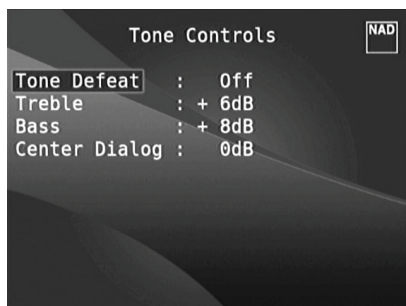 Tone Controls
NAD
Tone Defeat : Off
Treble : + 6dB
Bass : + 8dB
Center Dialog : 0dB